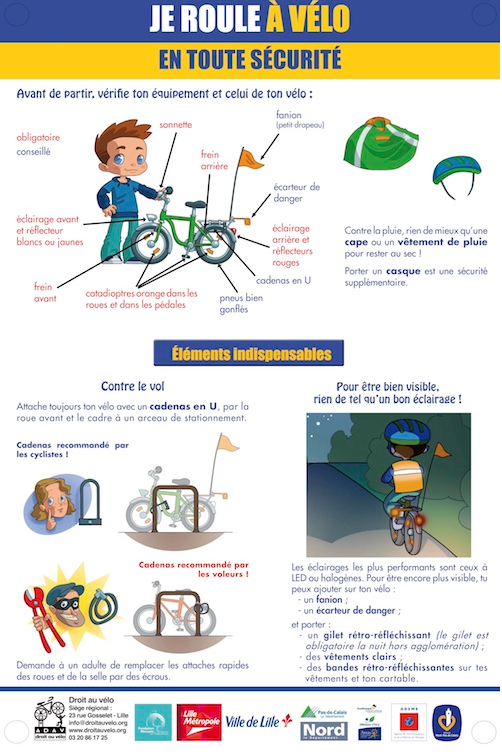 JE ROULE À VÉLO
EN TOUTE SÉCURITÉ
Avant de partir, vérifie ton équipement et celui de ton vélo :
obligatoire
conseillé
sonnette
frein
arrière
fanion
(petit drapeau)
écarteur de
danger
éclairage avant
et réflecteur
blancs ou jaunes
éclairage
arrière et
réflecteurs
rouges
frein
avant
catadioptres orange dans les
roues et dans les pédales
pneus bien
gonflés
cadenas en U
Contre la pluie, rien de mieux qu'une
cape ou un vêtement de pluie
pour rester au sec !
Porter un casque est une sécurité
supplémentaire.
Éléments indispensables
Contre le vol
Attache toujours ton vélo avec un cadenas en U, par la
roue avant et le cadre à un arceau de stationnement.
Cadenas recommandé par
les cyclistes !
Cadenas recommandé par
les voleurs !
Demande à un adulte de remplacer les attaches rapides
des roues et de la selle par des écrous.
Pour être bien visible,
rien de tel qu'un bon éclairage !
Les éclairages les plus performants sont ceux à
LED ou halogènes. Pour être encore plus visible, tu
peux ajouter sur ton vélo :
- un fanion ;
- un écarteur de danger ;
et porter :
- un gilet rétro-réfléchissant (le gilet est
obligatoire la nuit hors agglomération) ;
- des vêtements clairs ;
- des bandes rétro-réfléchissantes sur tes
vêtements et ton cartable.
ADAV
droit au vélo
Droit au vélo
Siège régional :
23 rue Gosselet - Lille
info@droitauvelo.org
www.droitauvelo.org
03 20 86 17 25
Lille
Métropole
Ville de Lille
Pas-de-Calais
Nord
ADEME